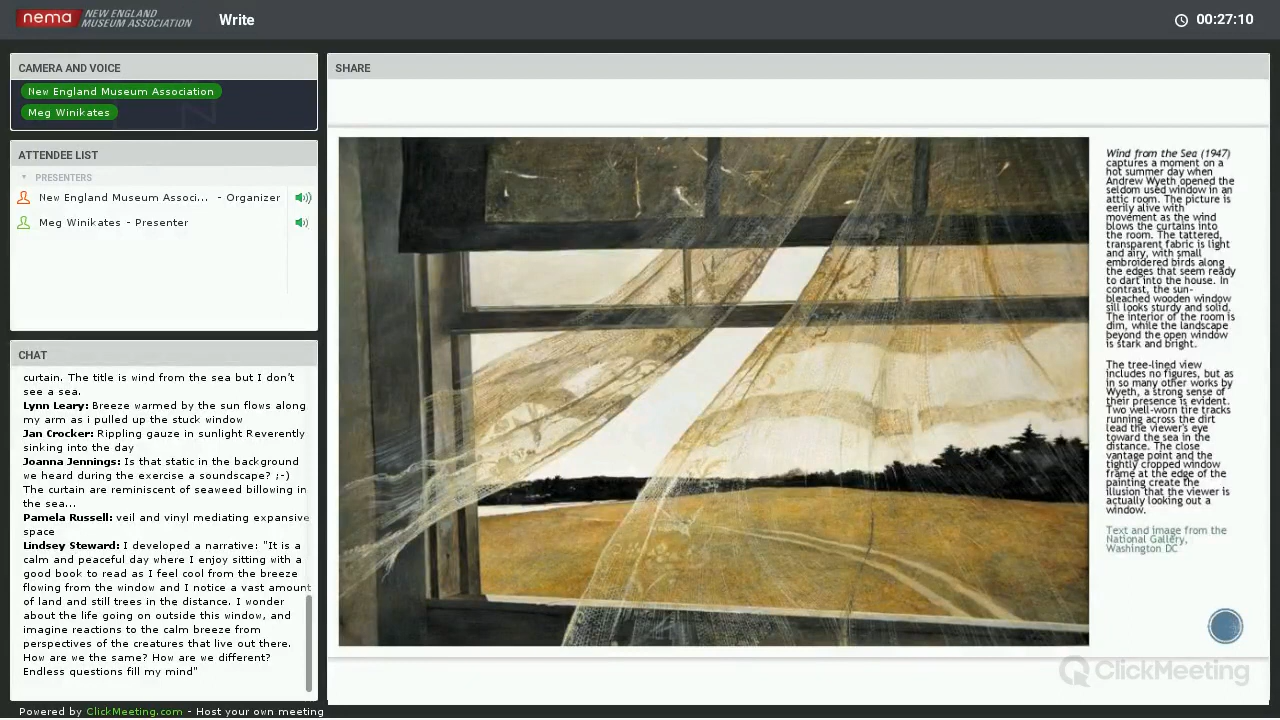 nema NEW ENGLAND
MUSEUM ASSOCIATION
Write
00:27:10
CAMERA AND VOICE
New England Museum Association
Meg Winikates
ATTENDEE LIST
PRESENTERS
New England Museum Associ... - Organizer
Meg Winikates - Presenter
CHAT
curtain. The title is wind from the sea but I don't
see a sea.
Lynn Leary: Breeze warmed by the sun flows along
my arm as i pulled up the stuck window
Jan Crocker: Rippling gauze in sunlight Reverently
sinking into the day
Joanna Jennings: Is that static in the background
we heard during the exercise a soundscape? ;-)
The curtain are reminiscent of seaweed billowing in
the sea...
Pamela Russell: veil and vinyl mediating expansive
space
Lindsey Steward: I developed a narrative: "It is a
calm and peaceful day where I enjoy sitting with a
good book to read as I feel cool from the breeze
flowing from the window and I notice a vast amount
of land and still trees in the distance. I wonder
about the life going on outside this window, and
imagine reactions to the calm breeze from
perspectives of the creatures that live out there.
How are we the same? How are we different?
Endless questions fill my mind"
Powered by ClickMeeting.com - Host your own meeting
SHARE
Wind from the Sea (1947)
captures a moment on a
hot summer day when
Andrew Wyeth opened the
seldom used window in an
attic room. The picture is
eerily alive with
movement as the wind
blows the curtains into
the room. The tattered,
transparent fabric is light
and airy, with small
embroidered birds along
the edges that seem ready
to dart into the house. In
contrast, the sun-
bleached wooden window
sill looks sturdy and solid.
The interior of the room is
dim, while the landscape
beyond the open window
is stark and bright.
The tree-lined view
includes no figures, but as
in so many other works by
Wyeth, a strong sense of
their presence is evident.
Two well-worn tire tracks
running across the dirt
lead the viewer's eye
toward the sea in the
distance. The close
vantage point and the
tightly cropped window
frame at the edge of the
painting create the
illusion that the viewer is
actually looking out a
window.
Text and image from the
National Gallery,
Washington DC
ClickMeeting